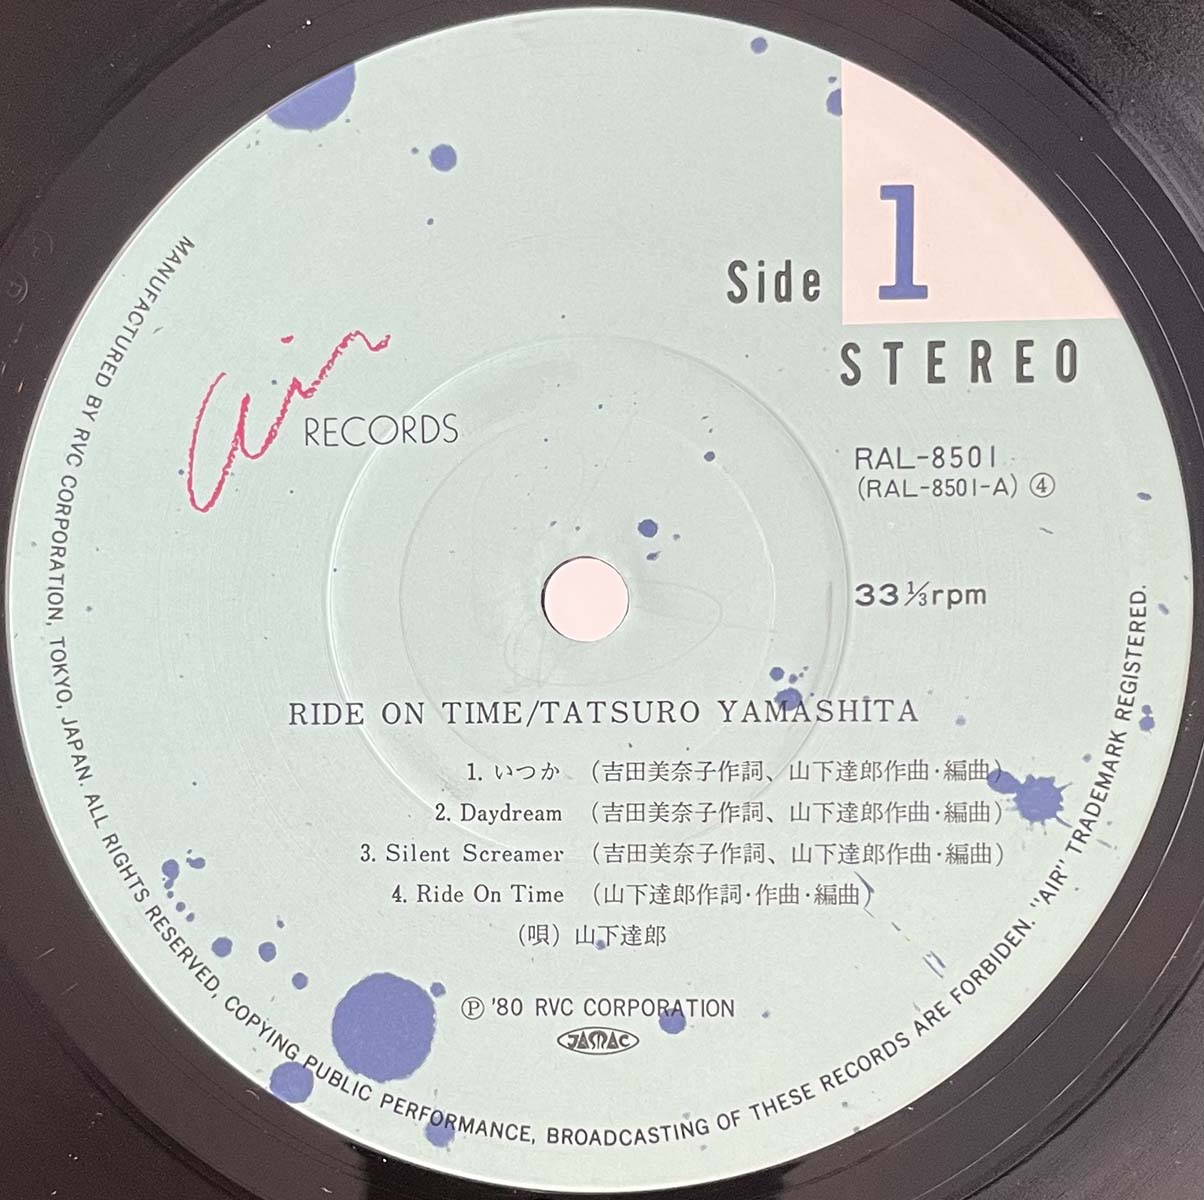 Side 1
STEREO
Air RECORDS
RAL-8501
(RAL-8501-A) ④
33 ⅓ rpm
RIDE ON TIME/TATSURO YAMASHITA
1. いつか (吉田美奈子作詞、山下達郎作曲·編曲)
2. Daydream (吉田美奈子作詞、山下達郎作曲·編曲)
3. Silent Screamer (吉田美奈子作詞、山下達郎作曲·編曲)
4. Ride On Time (山下達郎作詞·作曲·編曲)
(唄) 山下達郎
Ⓟ '80 RVC CORPORATION
JASRAC
MANUFACTURED BY RVC CORPORATION, TOKYO, JAPAN. ALL RIGHTS RESERVED, COPYING PUBLIC PERFORMANCE, BROADCASTING OF THESE RECORDS ARE FORBIDEN. "AIR" TRADEMARK REGISTERED.